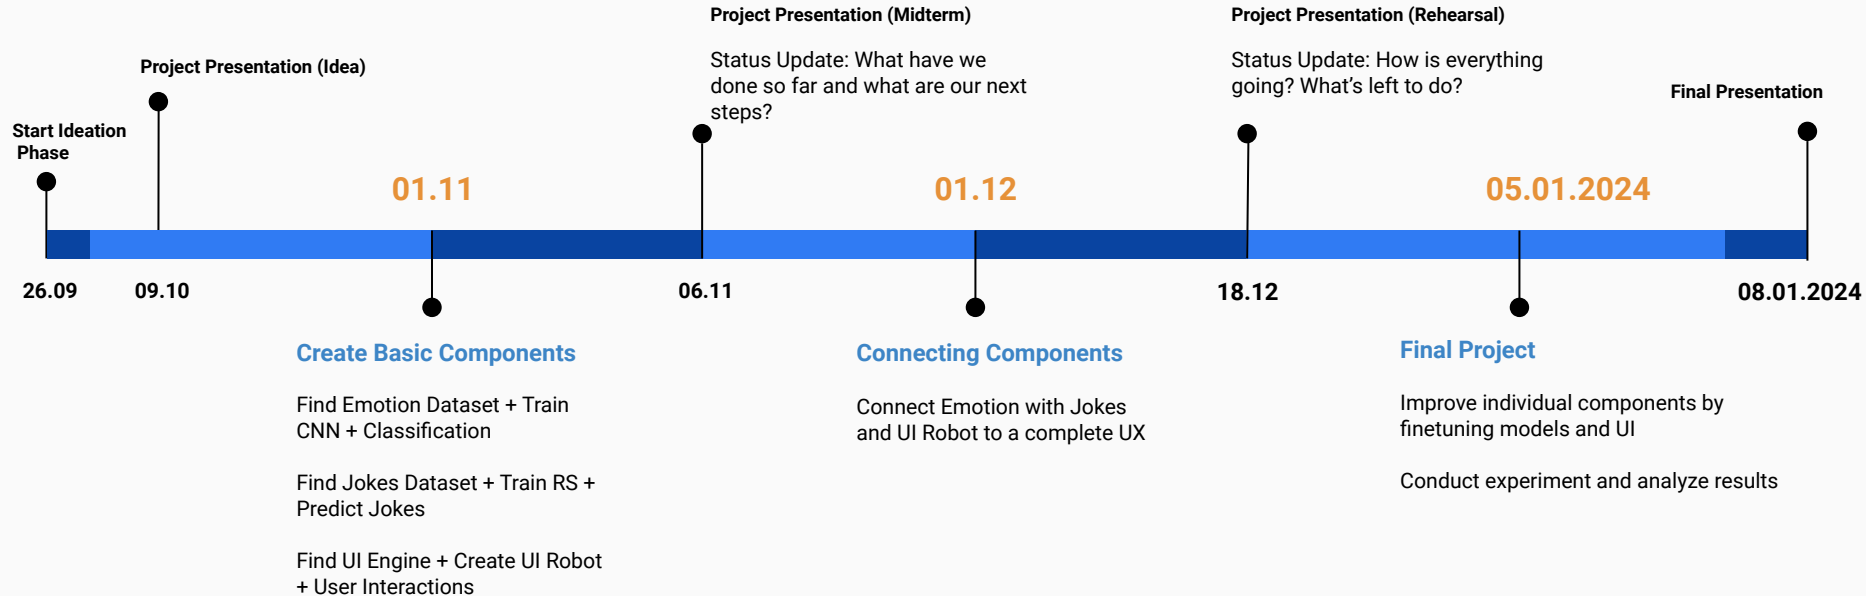 Project Presentation (Midterm)
Status Update: What have we
done so far and what are our next
steps?
Project Presentation (Rehearsal)
Status Update: How is everything
going? What's left to do?
Project Presentation (Idea)
Final Presentation
Start Ideation
Phase
01.11
01.12
05.01.2024
26.09
09.10
06.11
18.12
08.01.2024
Create Basic Components
Find Emotion Dataset + Train
CNN + Classification
Find Jokes Dataset + Train RS +
Predict Jokes
Find UI Engine + Create UI Robot
+ User Interactions
Connecting Components
Connect Emotion with Jokes
and UI Robot to a complete UX
Final Project
Improve individual components by
finetuning models and UI
Conduct experiment and analyze results